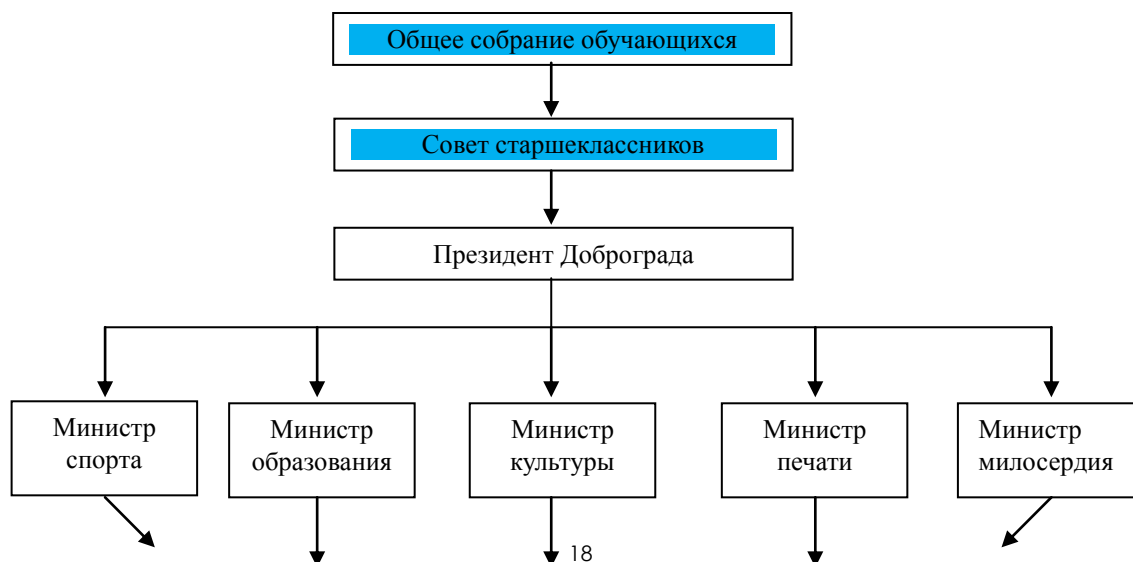 Общее собрание обучающихся
Совет старшеклассников
Президент Доброграда
Министр
спорта
Министр
образования
Министр
культуры
Министр
печати
Министр
милосердия
18